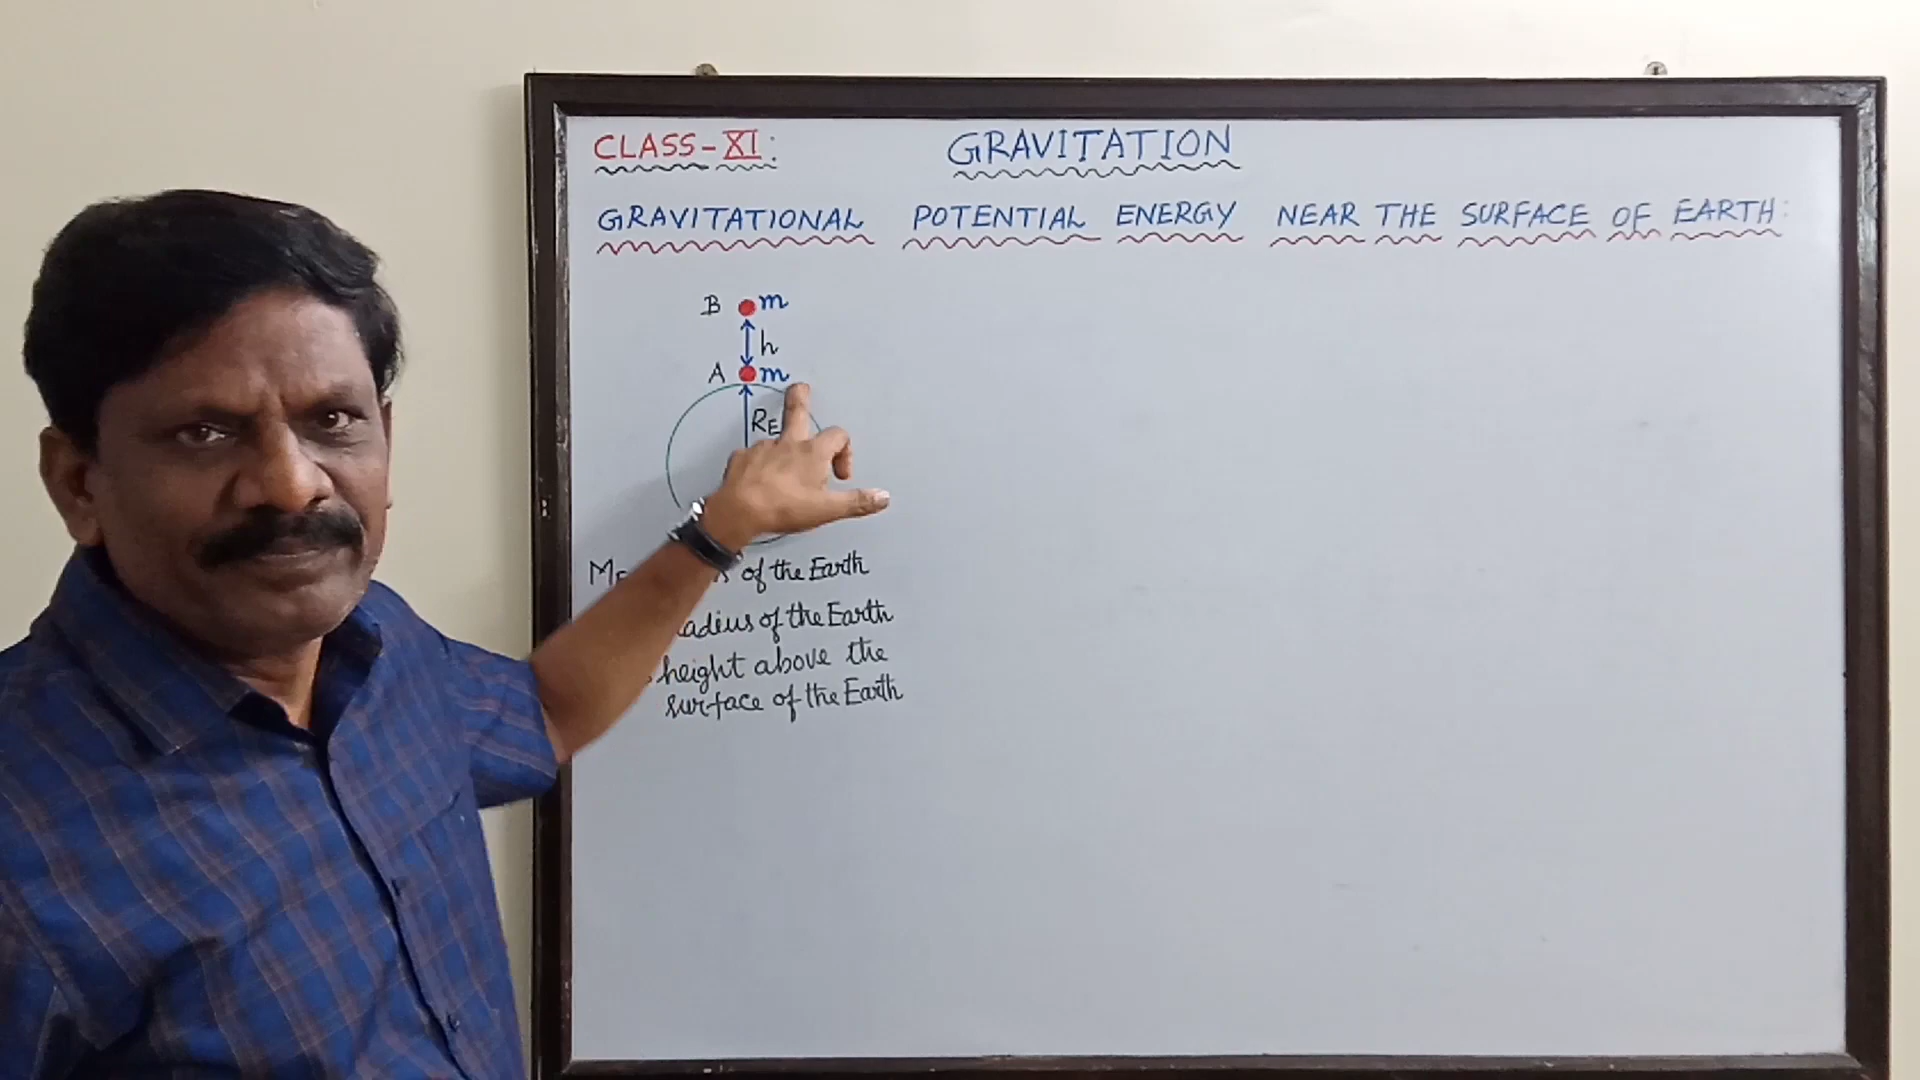 CLASS-XI: GRAVITATION
GRAVITATIONAL POTENTIAL ENERGY NEAR THE SURFACE OF EARTH:
B m
h
A m
RE
of the Earth
of the Earth
height above the
surface of the Earth